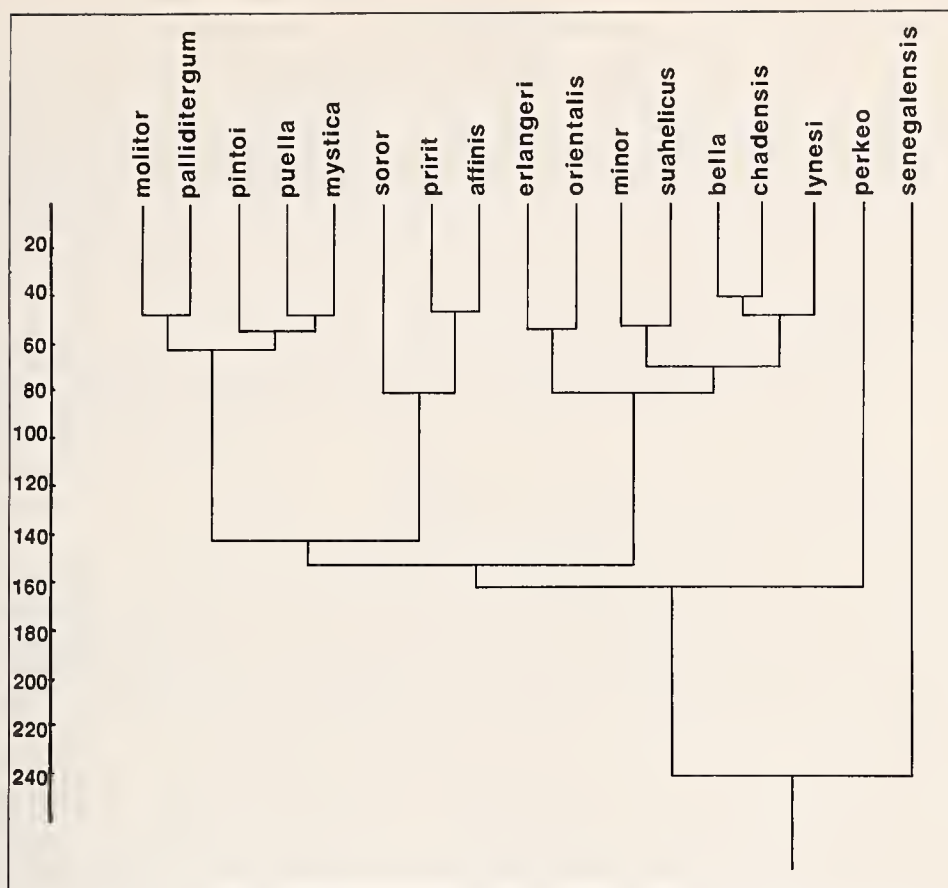 molitor
palliditergum
pintoi
puella
mystica
soror
pririt
affinis
erlangeri
orientalis
minor
suahelicus
bella
chadensis
lynesi
perkeo
senegalensis
20
40
60
80
100
120
140
160
180
200
220
240